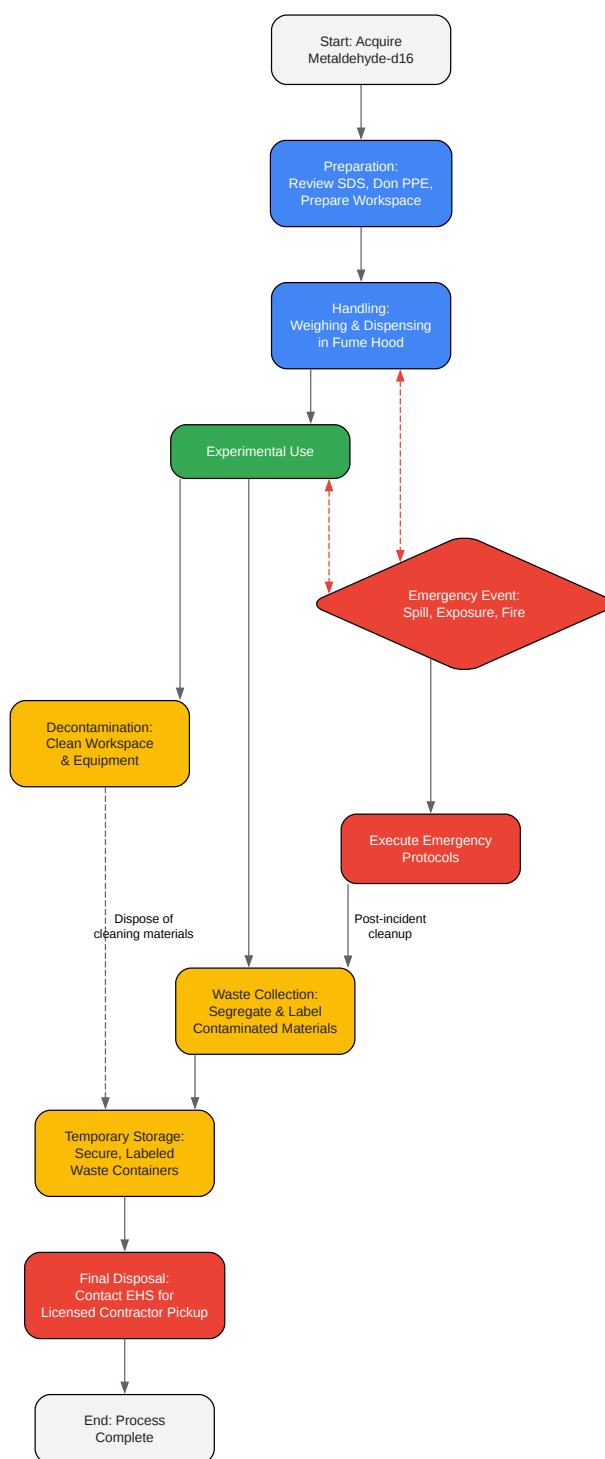 Start: Acquire
Metaldehyde-d16
Preparation:
Review SDS, Don PPE,
Prepare Workspace
Handling:
Weighing & Dispensing
in Fume Hood
Experimental Use
Emergency Event:
Spill, Exposure, Fire
Decontamination:
Clean Workspace
& Equipment
Execute Emergency
Protocols
Dispose of
cleaning materials
Post-incident
cleanup
Waste Collection:
Segregate & Label
Contaminated Materials
Temporary Storage:
Secure, Labeled
Waste Containers
Final Disposal:
Contact EHS for
Licensed Contractor Pickup
End: Process
Complete